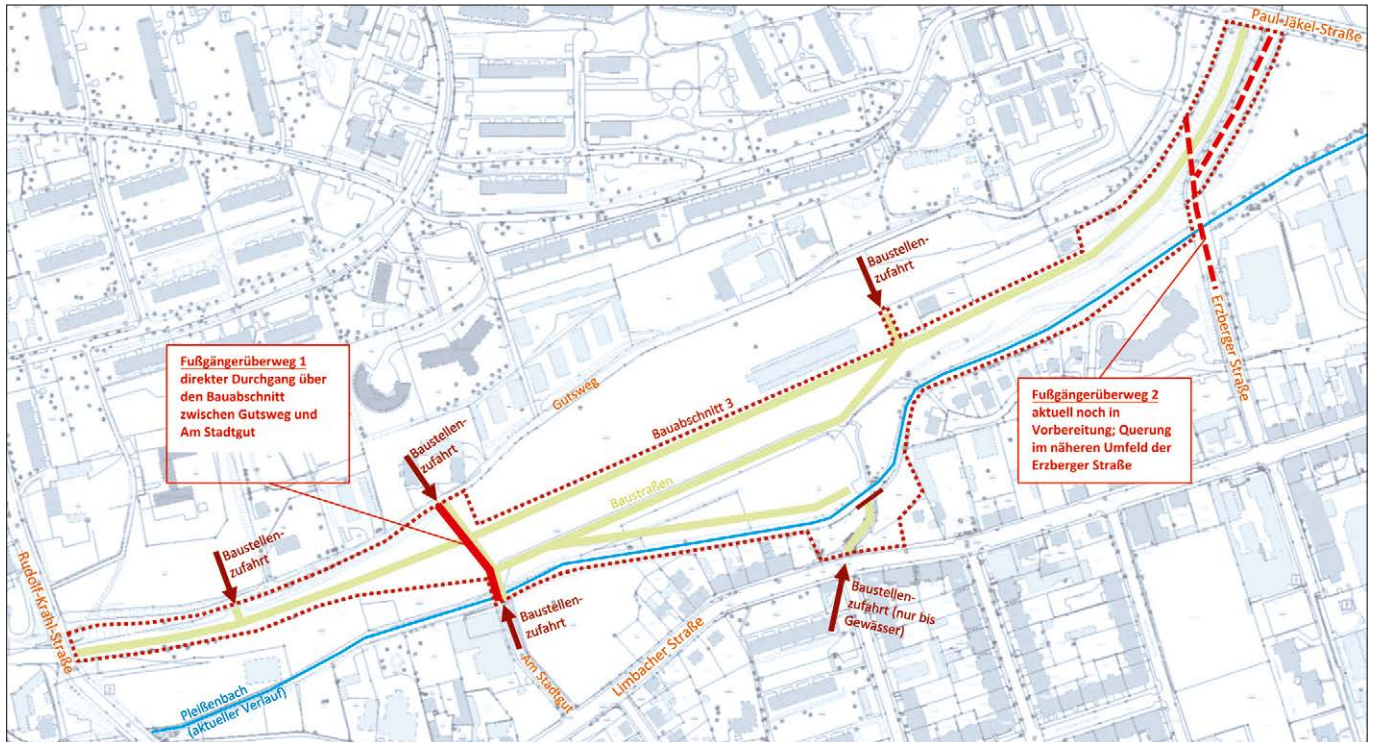 Paul-Jäkel-Straße
Baustellen-
zufahrt
Fußgängerüberweg 1
direkter Durchgang über
den Bauabschnitt
zwischen Gutsweg und
Am Stadtgut
Gutsweg
Bauabschnitt 3
Erzberger Straße
Fußgängerüberweg 2
aktuell noch in
Vorbereitung; Querung
im näheren Umfeld der
Erzberger Straße
Baustellen-
zufahrt
Baustraßen
Baustellen-
zufahrt
Rudolf-Krahl-Straße
Baustellen-
zufahrt
Baustellen-
zufahrt (nur bis
Gewässer)
Limbacher Straße
Am Stadtgut
Pleißenbach
(aktueller Verlauf)